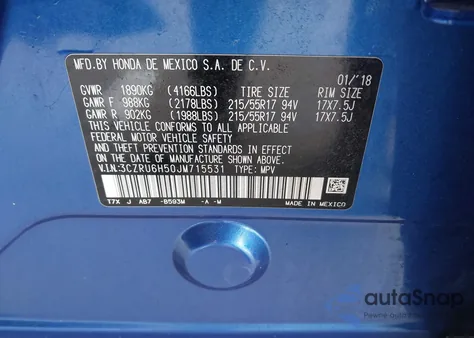 MFD.BY HONDA DE MEXICO S.A. DE C.V.
01/'18
GVWR 1890KG (4166LBS) TIRE SIZE RIM SIZE
GAWR F 988KG (2178LBS) 215/55R17 94V 17X7.5J
GAWR R 902KG (1988LBS) 215/55R17 94V 17X7.5J
THIS VEHICLE CONFORMS TO ALL APPLICABLE
FEDERAL MOTOR VEHICLE SAFETY AND
THEFT PREVENTION STANDARDS IN EFFECT ON
THE DATE OF MANUFACTURE SHOWN ABOVE.
V.I.N:3CZRU6H50JM715531 TYPE: MPV
T7X J AB7 -B593M -A -M
MADE IN MEXICO
autoSnap